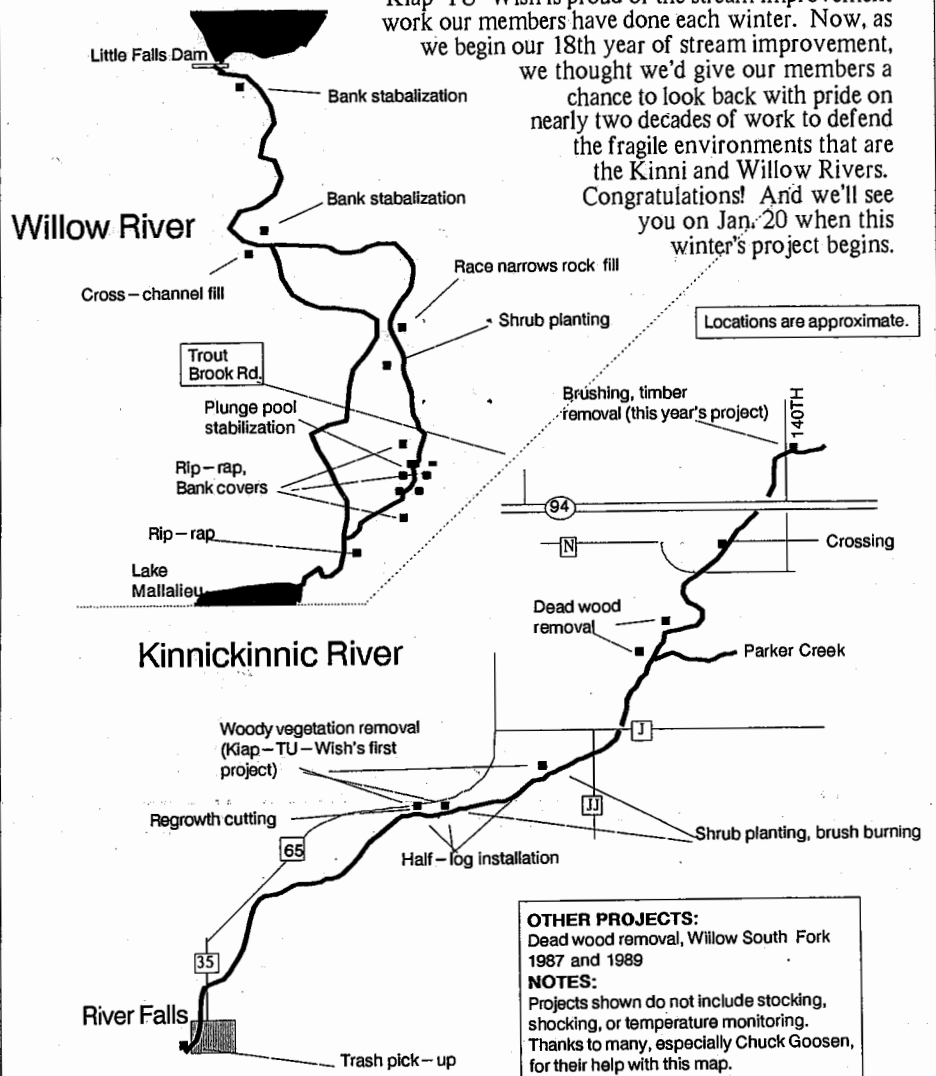 Kiap-TU-Wish is proud of the stream improvement
work our members have done each winter. Now, as
we begin our 18th year of stream improvement,
we thought we'd give our members a
chance to look back with pride on
nearly two decades of work to defend
the fragile environments that are
the Kinni and Willow Rivers.
Congratulations! And we'll see
you on Jan. 20 when this
winter's project begins.
Little Falls Dam
Bank stabalization
Bank stabalization
Willow River
Cross-channel fill
Race narrows rock fill
Shrub planting
Locations are approximate.
Trout
Brook Rd.
Plunge pool
stabilization
Rip-rap,
Bank covers
Rip-rap
Lake
Mallalieu
Brushing, timber
removal (this year's project)
140TH
94
N
Crossing
Dead wood
removal
Parker Creek
Kinnickinnic River
J
Woody vegetation removal
(Kiap-TU-Wish's first
project)
JJ
Regrowth cutting
Shrub planting, brush burning
65
Half-log installation
35
River Falls
Trash pick-up
OTHER PROJECTS:
Dead wood removal, Willow South Fork
1987 and 1989
NOTES:
Projects shown do not include stocking,
shocking, or temperature monitoring.
Thanks to many, especially Chuck Goosen,
for their help with this map.